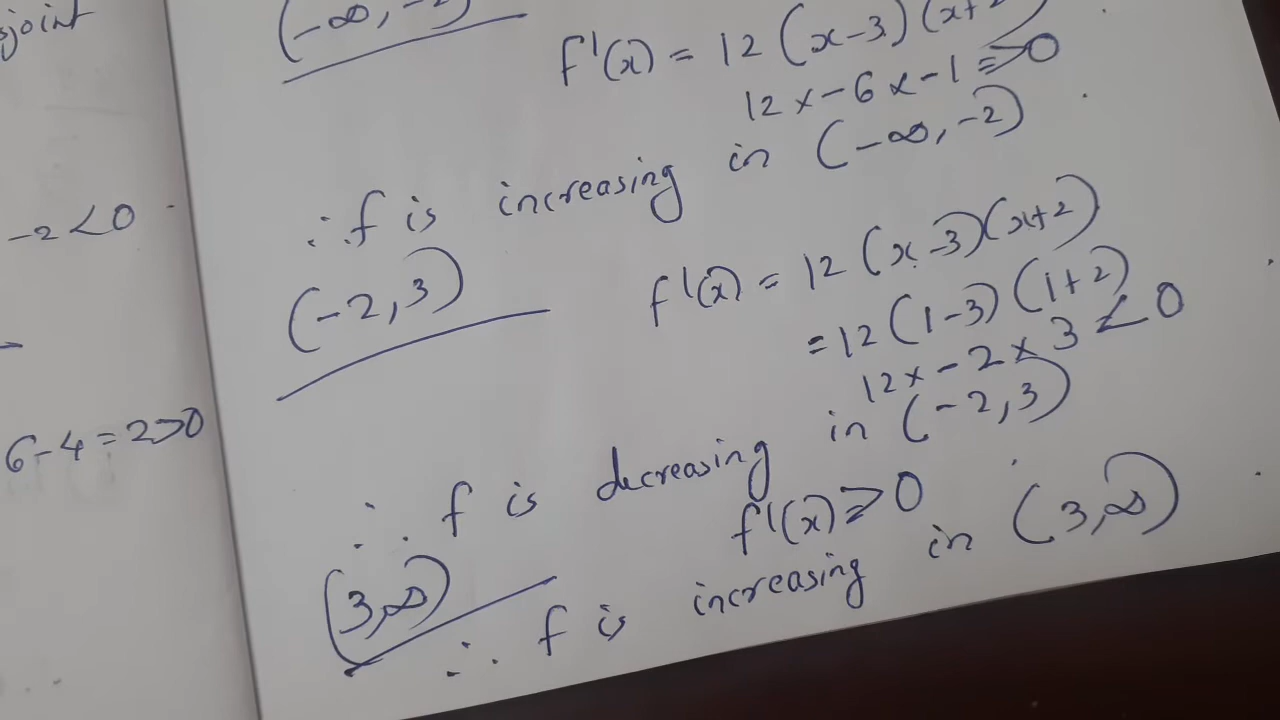 (-∞, -2)
f'(x) = 12 (x-3) (x+2
12 x -6 x -1 => 0
∴ f is increasing in (-∞, -2)
(-2, 3)
f'(x) = 12 (x-3)(x+2)
= 12 (1-3) (1+2)
12 x -2 x 3 < 0
∴ f is decreasing in (-2, 3)
(3, ∞)
f'(x) > 0
∴ f is increasing in (3, ∞)
-2 < 0
6-4 = 2 > 0